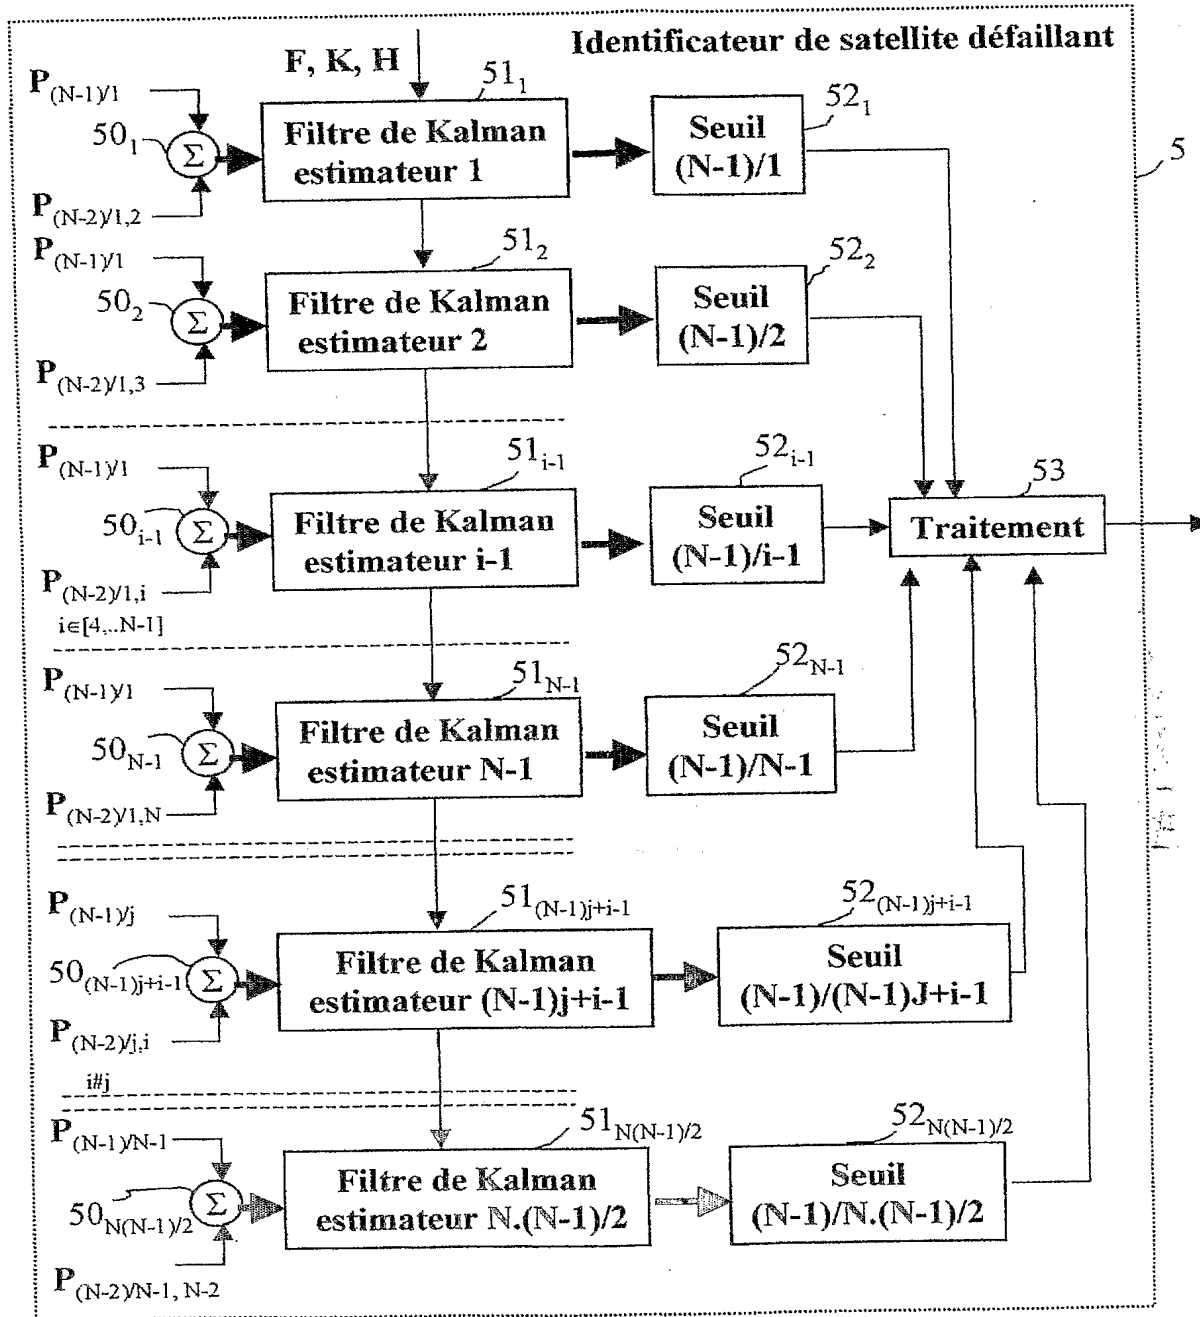 Identificateur de satellite défaillant
F, K, H
5
P(N-1)/1
50₁
Σ
P(N-2)/1,2
51₁
Filtre de Kalman
estimateur 1
52₁
Seuil
(N-1)/1
P(N-1)/1
50₂
Σ
P(N-2)/1,3
51₂
Filtre de Kalman
estimateur 2
52₂
Seuil
(N-1)/2
P(N-1)/1
50i-1
Σ
P(N-2)/1,i
i∈[4,..N-1]
51i-1
Filtre de Kalman
estimateur i-1
52i-1
Seuil
(N-1)/i-1
53
Traitement
P(N-1)/1
50N-1
Σ
P(N-2)/1,N
51N-1
Filtre de Kalman
estimateur N-1
52N-1
Seuil
(N-1)/N-1
P(N-1)/j
50(N-1)j+i-1
Σ
P(N-2)/j,i
i#j
51(N-1)j+i-1
Filtre de Kalman
estimateur (N-1)j+i-1
52(N-1)j+i-1
Seuil
(N-1)/(N-1)J+i-1
P(N-1)/N-1
50N(N-1)/2
Σ
P(N-2)/N-1, N-2
51N(N-1)/2
Filtre de Kalman
estimateur N.(N-1)/2
52N(N-1)/2
Seuil
(N-1)/N.(N-1)/2